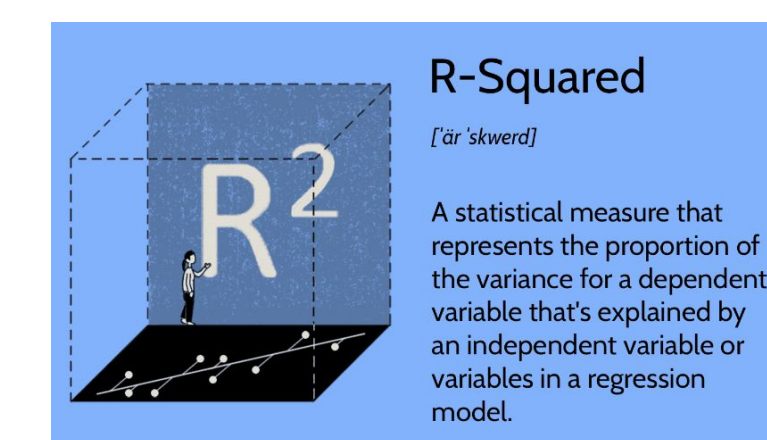 R²
R-Squared
['är 'skwerd]
A statistical measure that
represents the proportion of
the variance for a dependent
variable that's explained by
an independent variable or
variables in a regression
model.